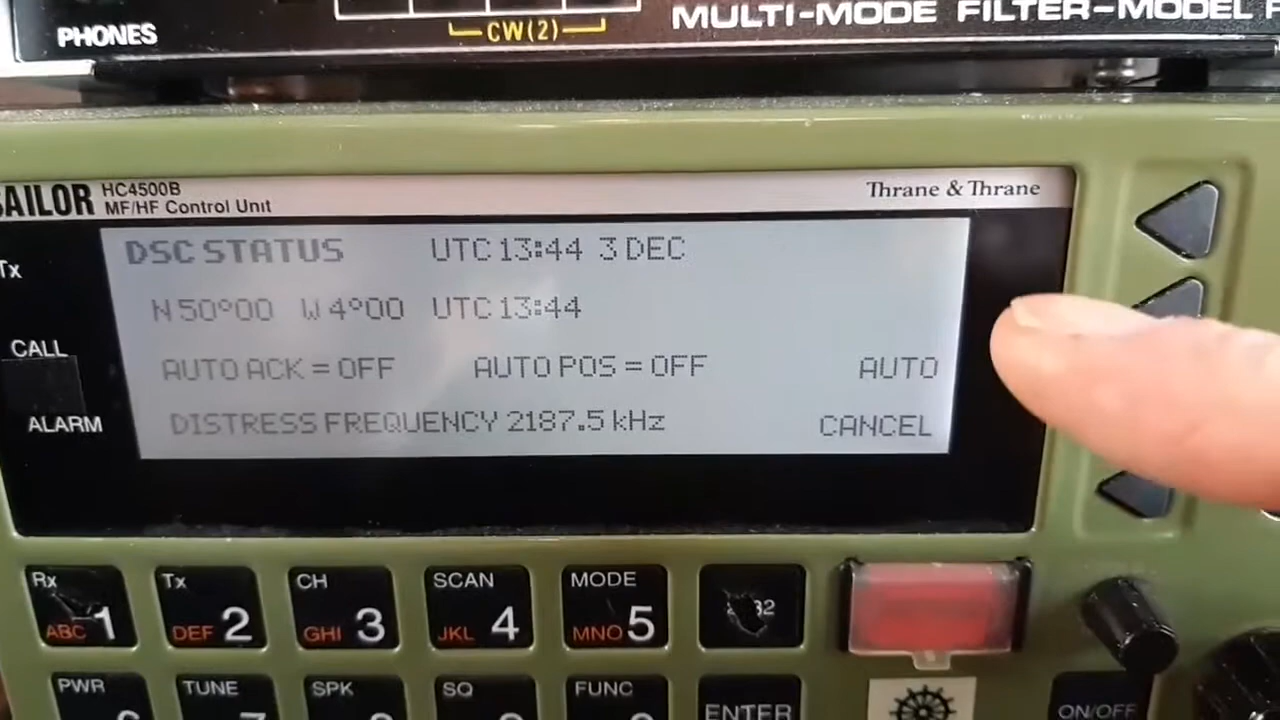 PHONES
CW(2)
MULTI-MODE FILTER-MODEL
SAILOR HC4500B
MF/HF Control Unit
Thrane & Thrane
DSC STATUS UTC 13:44 3 DEC
N 50°00 W 4°00 UTC 13:44
AUTO ACK = OFF AUTO POS = OFF AUTO
DISTRESS FREQUENCY 2187.5 kHz CANCEL
Tx
CALL
ALARM
Rx Tx CH SCAN MODE
ABC 1 DEF 2 GHI 3 JKL 4 MNO 5
PWR TUNE SPK SQ FUNC
ENTER
ON/OFF